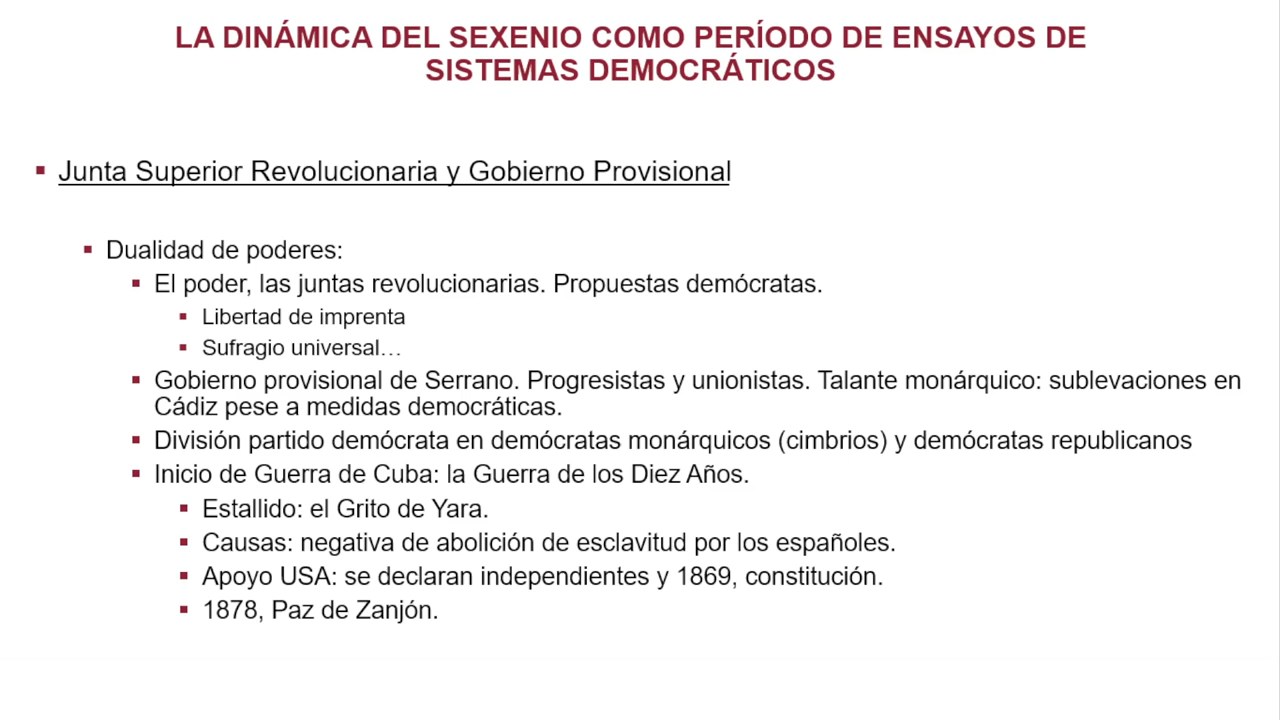 LA DINÁMICA DEL SEXENIO COMO PERÍODO DE ENSAYOS DE
SISTEMAS DEMOCRÁTICOS
Junta Superior Revolucionaria y Gobierno Provisional
Dualidad de poderes:
El poder, las juntas revolucionarias. Propuestas demócratas.
Libertad de imprenta
Sufragio universal…
Gobierno provisional de Serrano. Progresistas y unionistas. Talante monárquico: sublevaciones en
Cádiz pese a medidas democráticas.
División partido demócrata en demócratas monárquicos (cimbrios) y demócratas republicanos
Inicio de Guerra de Cuba: la Guerra de los Diez Años.
Estallido: el Grito de Yara.
Causas: negativa de abolición de esclavitud por los españoles.
Apoyo USA: se declaran independientes y 1869, constitución.
1878, Paz de Zanjón.